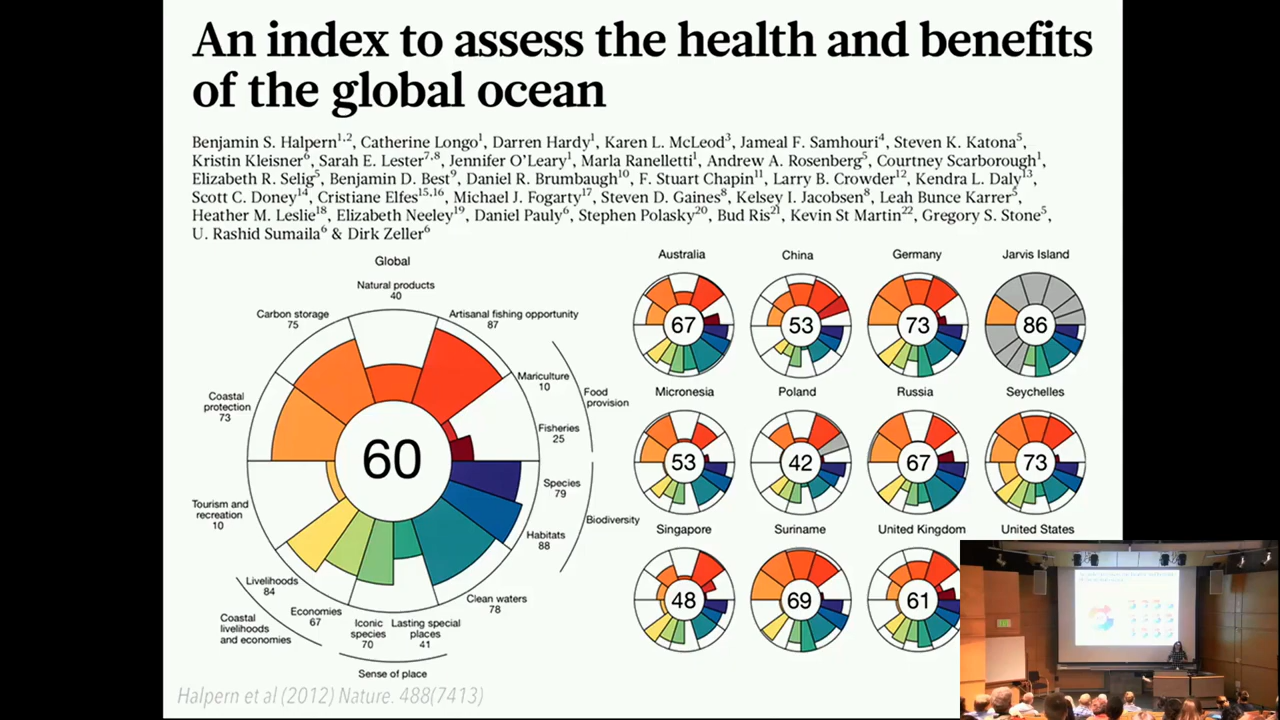 An index to assess the health and benefits
of the global ocean
Benjamin S. Halpern1,2, Catherine Longo1, Darren Hardy1, Karen L. McLeod3, Jameal F. Samhouri4, Steven K. Katona5,
Kristin Kleisner6, Sarah E. Lester7,8, Jennifer O'Leary1, Marla Ranelletti1, Andrew A. Rosenberg5, Courtney Scarborough1,
Elizabeth R. Selig5, Benjamin D. Best9, Daniel R. Brumbaugh10, F. Stuart Chapin11, Larry B. Crowder12, Kendra L. Daly13,
Scott C. Doney14, Cristiane Elfes15,16, Michael J. Fogarty17, Steven D. Gaines8, Kelsey I. Jacobsen8, Leah Bunce Karrer5,
Heather M. Leslie18, Elizabeth Neeley19, Daniel Pauly6, Stephen Polasky20, Bud Ris21, Kevin St Martin22, Gregory S. Stone5,
U. Rashid Sumaila6 & Dirk Zeller6
Global
Natural products
40
Carbon storage
75
Artisanal fishing opportunity
87
Mariculture
10
Food
provision
Coastal
protection
73
Fisheries
25
60
Species
79
Tourism and
recreation
10
Biodiversity
Habitats
88
Livelihoods
84
Clean waters
78
Economies
67
Coastal
livelihoods
and economies
Iconic
species
70
Lasting special
places
41
Sense of place
Australia
China
Germany
Jarvis Island
67
53
73
86
Micronesia
Poland
Russia
Seychelles
53
42
67
73
Singapore
Suriname
United Kingdom
United States
48
69
61
Halpern et al (2012) Nature. 488(7413)